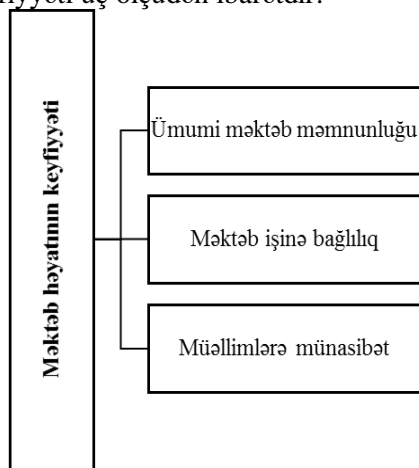 üç ölçüdən ibarətdir:
Məktəb həyatının keyfiyyəti
Ümumi məktəb məmnunluğu
Məktəb işinə bağlılıq
Müəllimlərə münasibət